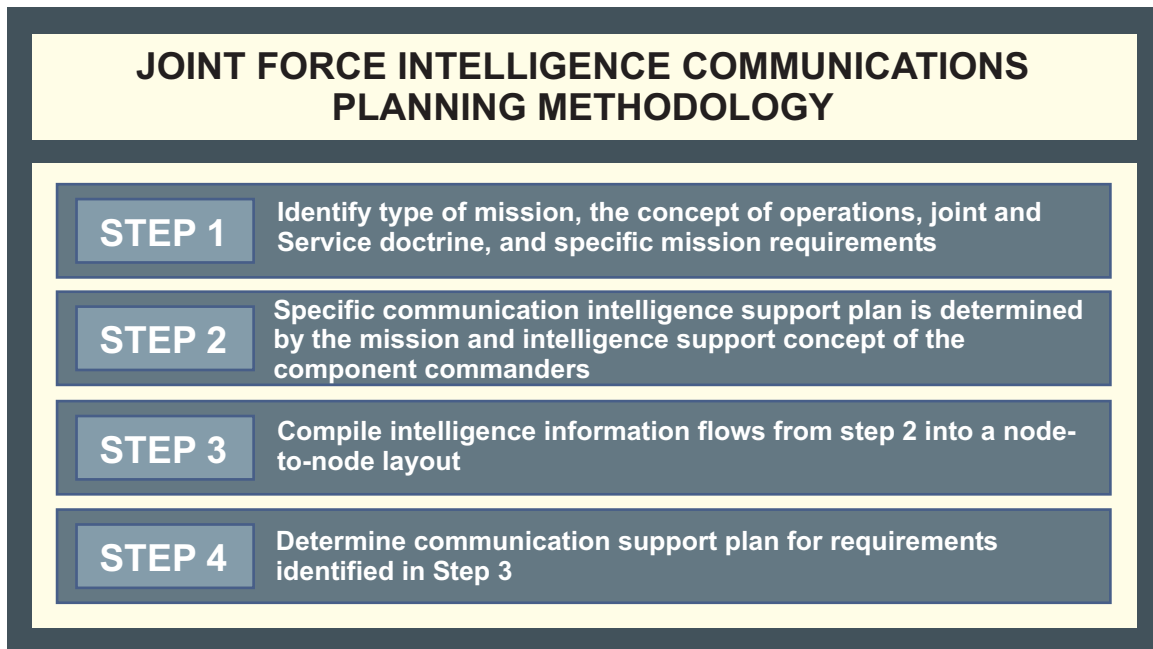 JOINT FORCE INTELLIGENCE COMMUNICATIONS
PLANNING METHODOLOGY
STEP 1
Identify type of mission, the concept of operations, joint and
Service doctrine, and specific mission requirements
STEP 2
Specific communication intelligence support plan is determined
by the mission and intelligence support concept of the
component commanders
STEP 3
Compile intelligence information flows from step 2 into a node-
to-node layout
STEP 4
Determine communication support plan for requirements
identified in Step 3